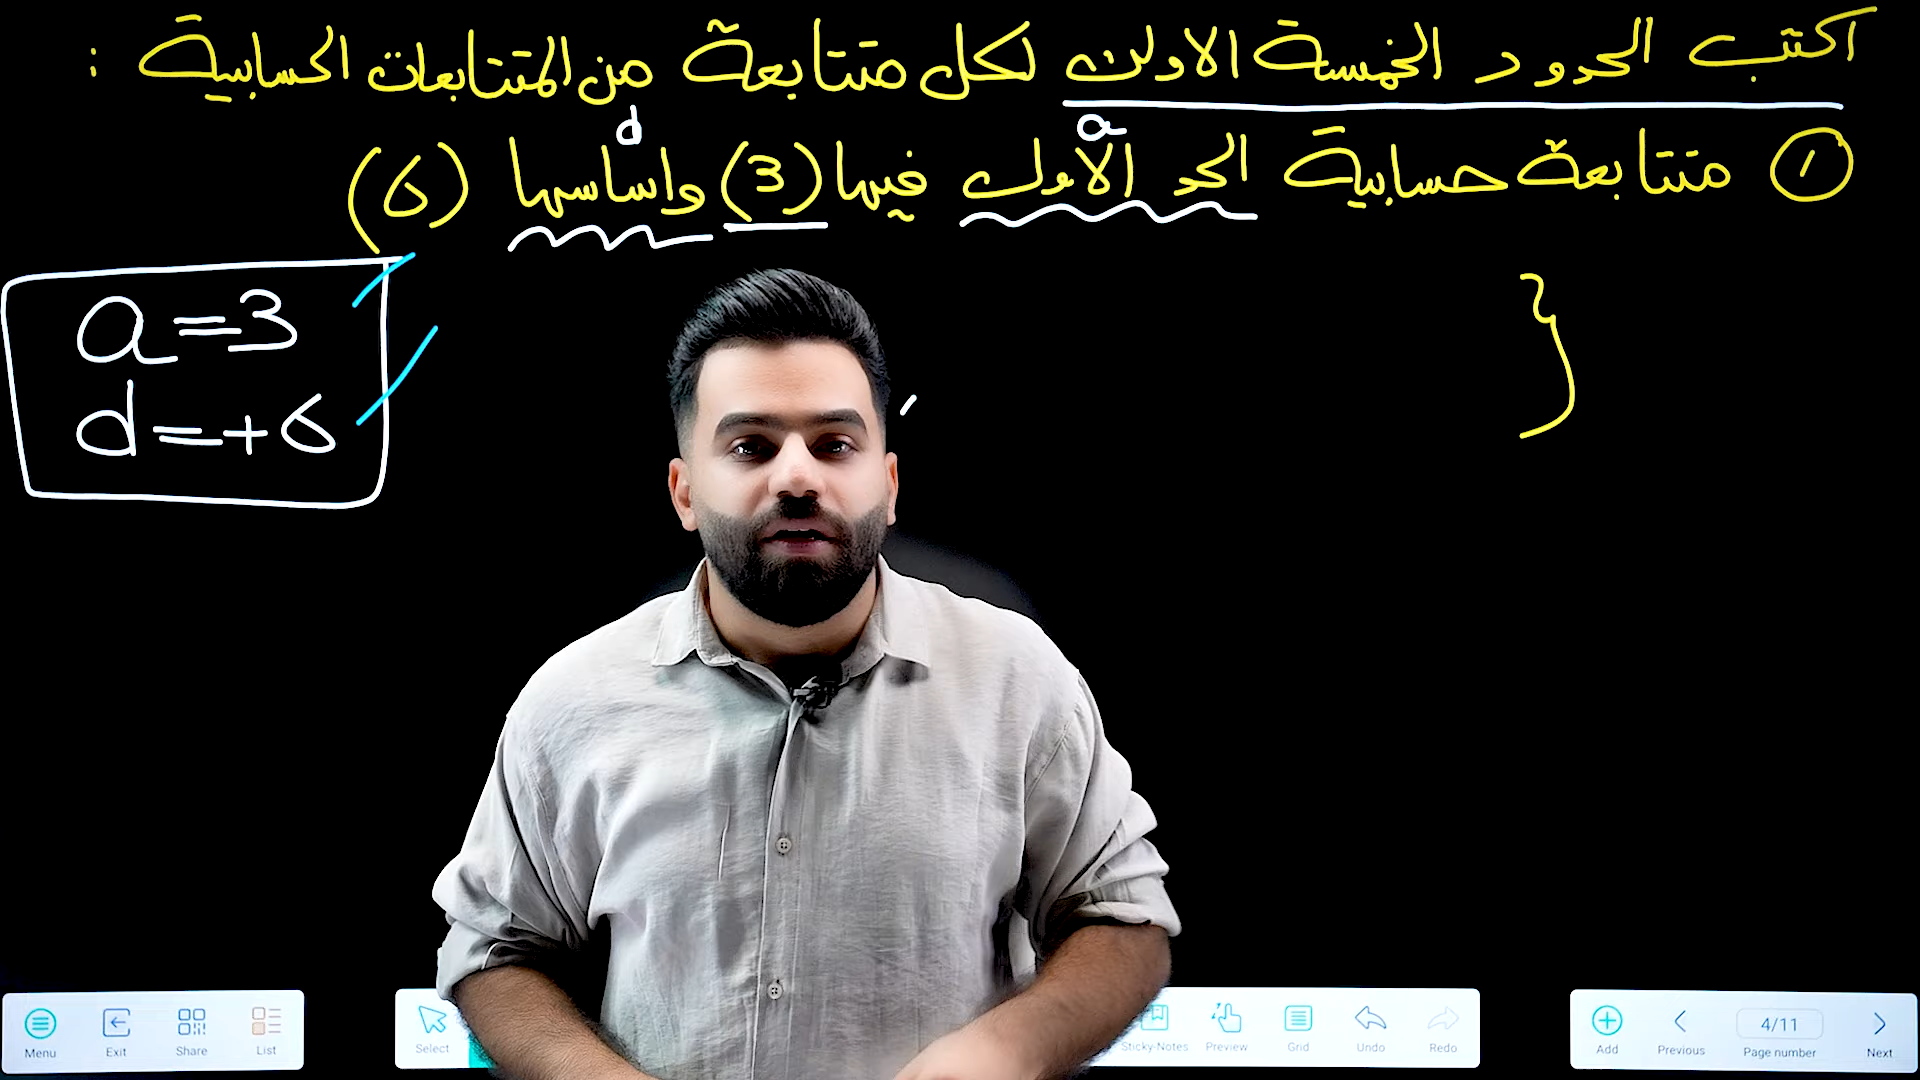 اكتب الحدود الخمسة الاولى لكل متتابعة من المتتابعات الحسابية :
d a
① متتابعة حسابية الحد الأول فيها (3) واساسها (6)
a=3
d=+6
Menu Exit Share List Select Sticky-Notes Preview Grid Undo Redo Add Previous 4/11 Page number Next